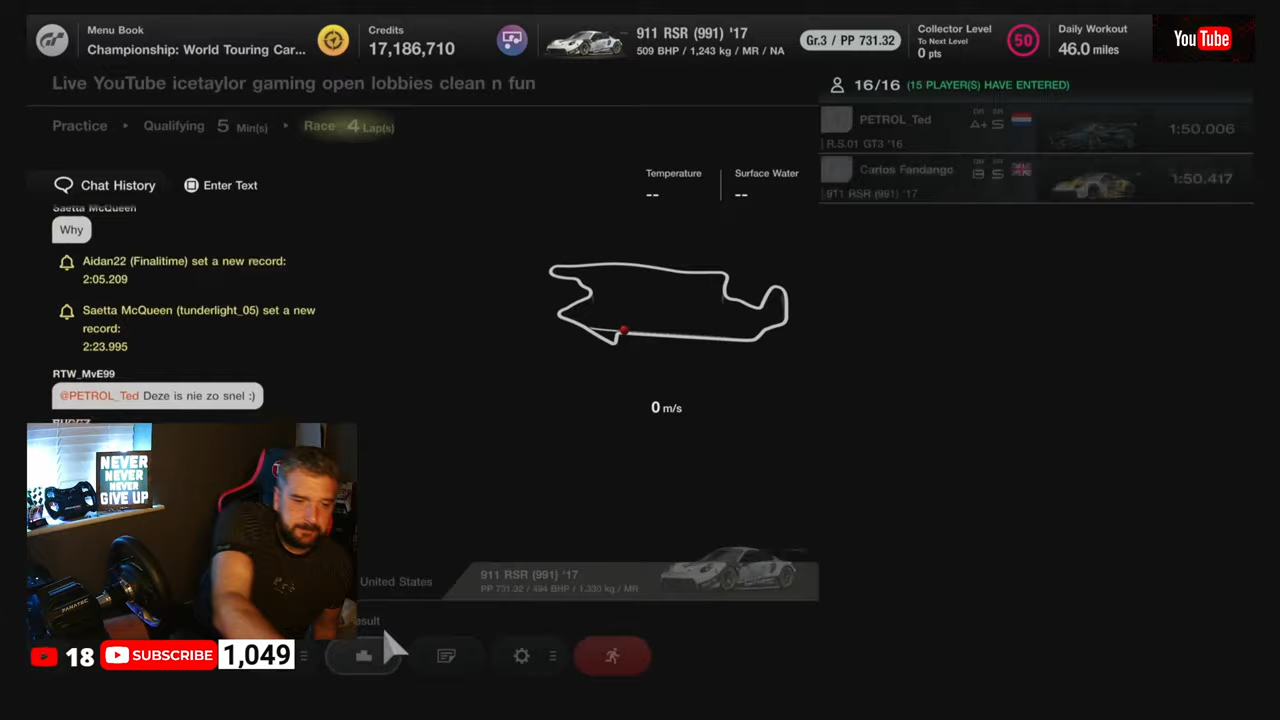 Menu Book
Championship: World Touring Car...
Credits
17,186,710
911 RSR (991) '17
509 BHP / 1,243 kg / MR / NA
Gr.3 / PP 731.32
Collector Level
To Next Level
0 pts
50
Daily Workout
46.0 miles
YouTube
Live YouTube icetaylor gaming open lobbies clean n fun
16/16 (15 PLAYER(S) HAVE ENTERED)
Practice
Qualifying 5 Min(s)
Race 4 Lap(s)
PETROL Ted
DR SR
A+ S
1:50.006
R.S.01 GT3 '16
Carlos Fandango
DR SR
B S
1:50.417
911 RSR (991) '17
Chat History
Enter Text
Temperature
--
Surface Water
--
Saetta McQueen
Why
Aidan22 (Finalitime) set a new record:
2:05.209
Saetta McQueen (tunderlight_05) set a new
record:
2:23.995
RTW_MvE99
@PETROL_Ted Deze is nie zo snel :)
0 m/s
NEVER
NEVER
NEVER
GIVE UP
FANATEC
United States
911 RSR (991) '17
PP 731.32 / 494 BHP / 1,330 kg / MR
18
SUBSCRIBE
1,049